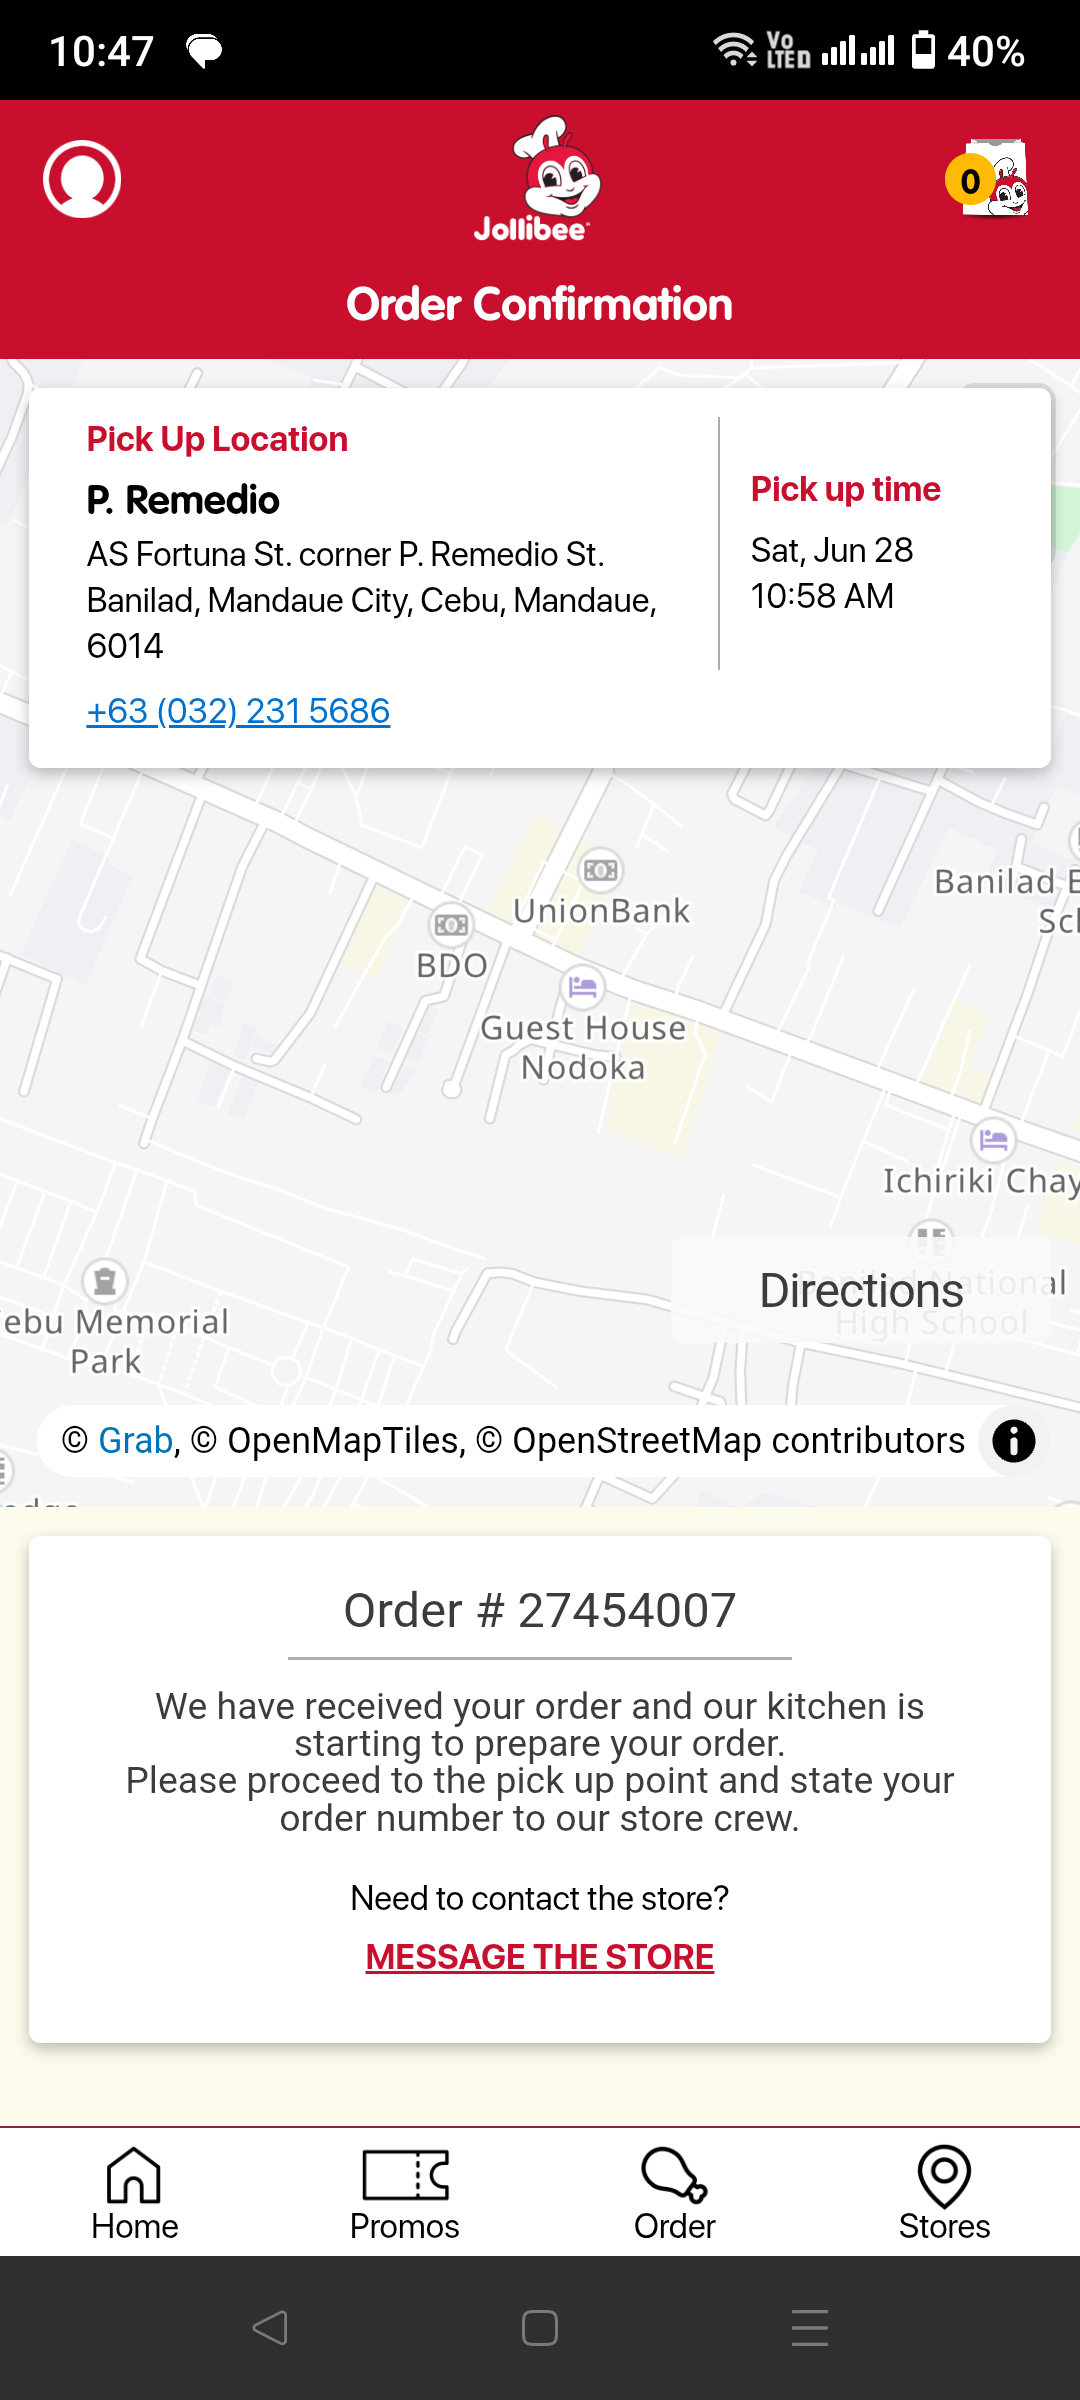 10:47
Vo LTED
40%
Jollibee
0
Order Confirmation
Pick Up Location
P. Remedio
AS Fortuna St. corner P. Remedio St.
Banilad, Mandaue City, Cebu, Mandaue,
6014
+63 (032) 231 5686
Pick up time
Sat, Jun 28
10:58 AM
UnionBank
BDO
Banilad E
Sch
Guest House
Nodoka
Ichiriki Chay
Banilad National
High School
Directions
ebu Memorial
Park
© Grab, © OpenMapTiles, © OpenStreetMap contributors
Order # 27454007
We have received your order and our kitchen is
starting to prepare your order.
Please proceed to the pick up point and state your
order number to our store crew.
Need to contact the store?
MESSAGE THE STORE
Home
Promos
Order
Stores